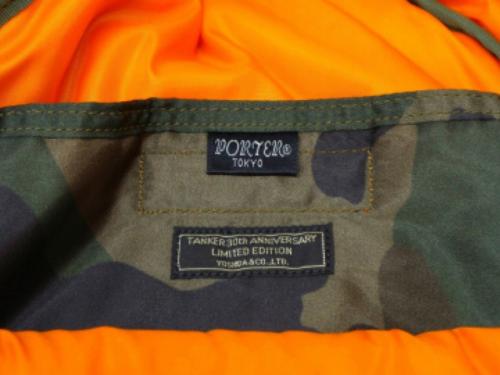 PORTER®
TOKYO
TANKER 30th ANNIVERSARY
LIMITED EDITION
YOSHIDA & CO., LTD.